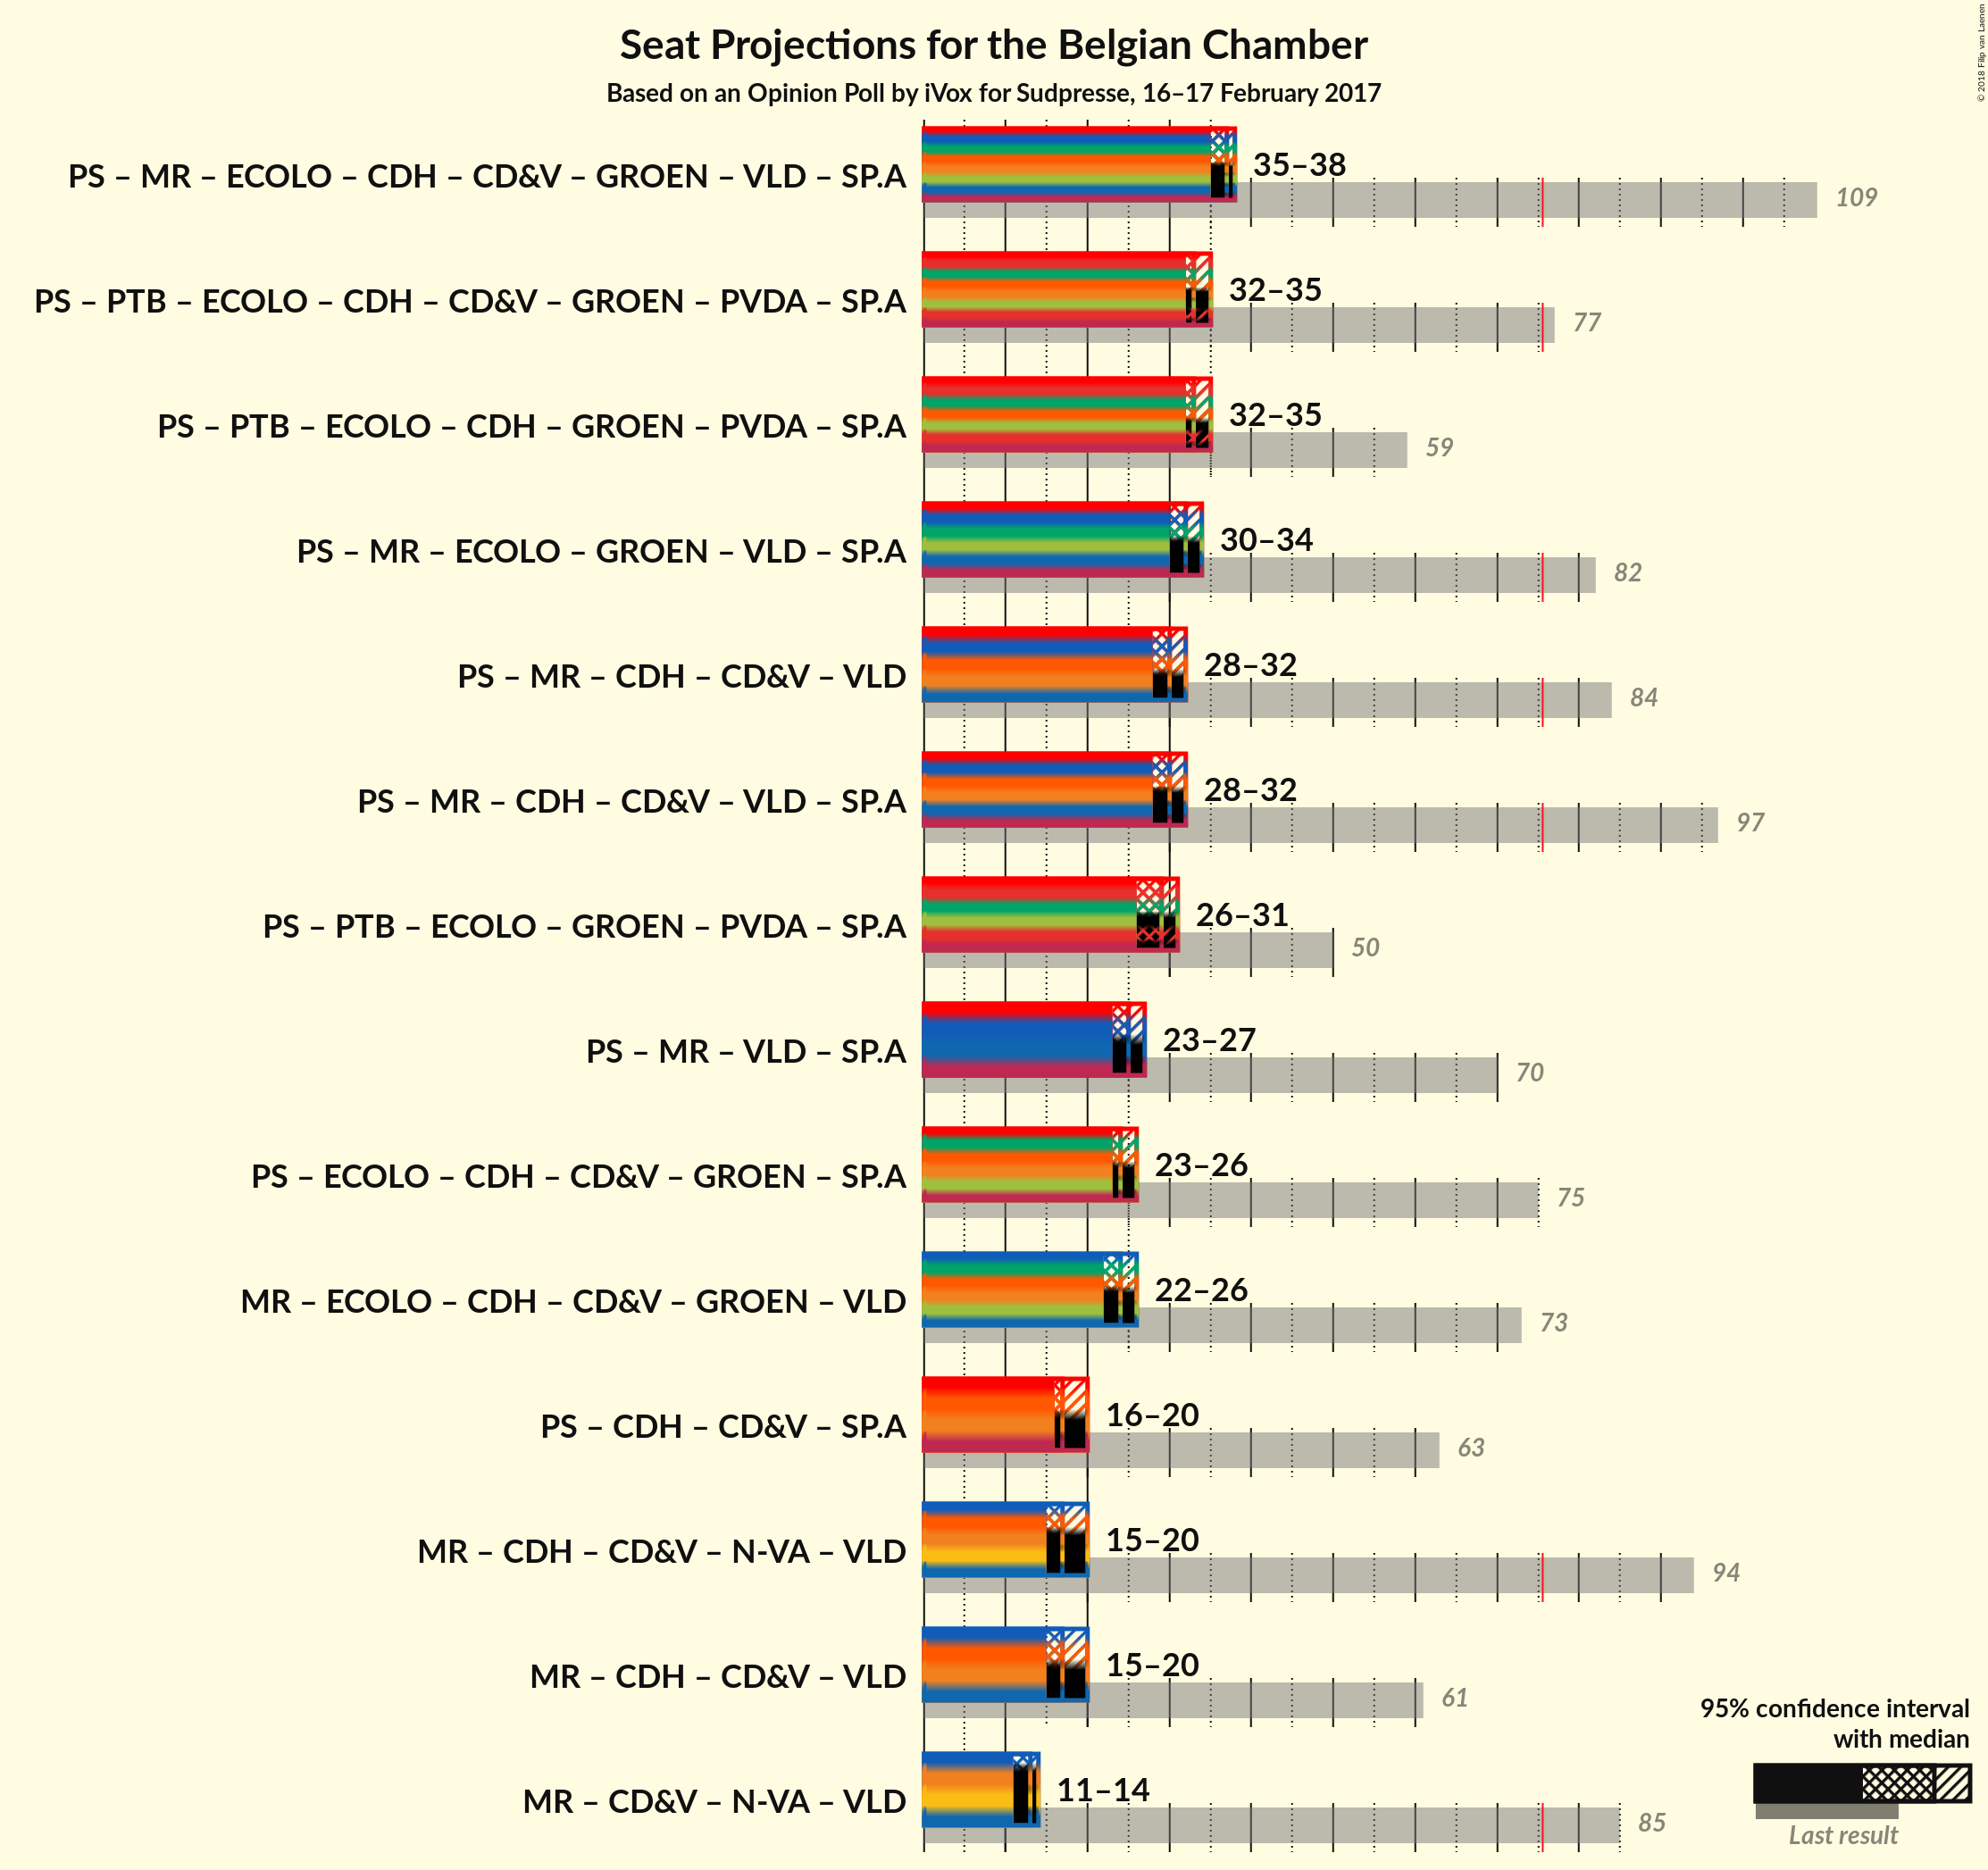 Seat Projections for the Belgian Chamber
Based on an Opinion Poll by iVox for Sudpresse, 16–17 February 2017
© 2018 Filip van Laenen
PS – MR – ECOLO – CDH – CD&V – GROEN – VLD – SP.A
35–38
109
PS – PTB – ECOLO – CDH – CD&V – GROEN – PVDA – SP.A
32–35
77
PS – PTB – ECOLO – CDH – GROEN – PVDA – SP.A
32–35
59
PS – MR – ECOLO – GROEN – VLD – SP.A
30–34
82
PS – MR – CDH – CD&V – VLD
28–32
84
PS – MR – CDH – CD&V – VLD – SP.A
28–32
97
PS – PTB – ECOLO – GROEN – PVDA – SP.A
26–31
50
PS – MR – VLD – SP.A
23–27
70
PS – ECOLO – CDH – CD&V – GROEN – SP.A
23–26
75
MR – ECOLO – CDH – CD&V – GROEN – VLD
22–26
73
PS – CDH – CD&V – SP.A
16–20
63
MR – CDH – CD&V – N-VA – VLD
15–20
94
MR – CDH – CD&V – VLD
15–20
61
MR – CD&V – N-VA – VLD
11–14
85
95% confidence interval
with median
Last result